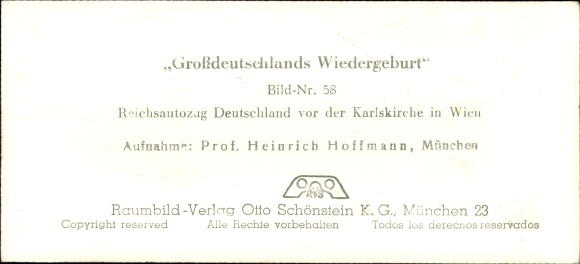 „Großdeutschlands Wiedergeburt“
Bild-Nr. 58
Reichsautozug Deutschland vor der Karlskirche in Wien
Aufnahme: Prof. Heinrich Hoffmann, München
Raumbild-Verlag Otto Schönstein K. G., München 23
Copyright reserved Alle Rechte vorbehalten Todos los derechos reservados